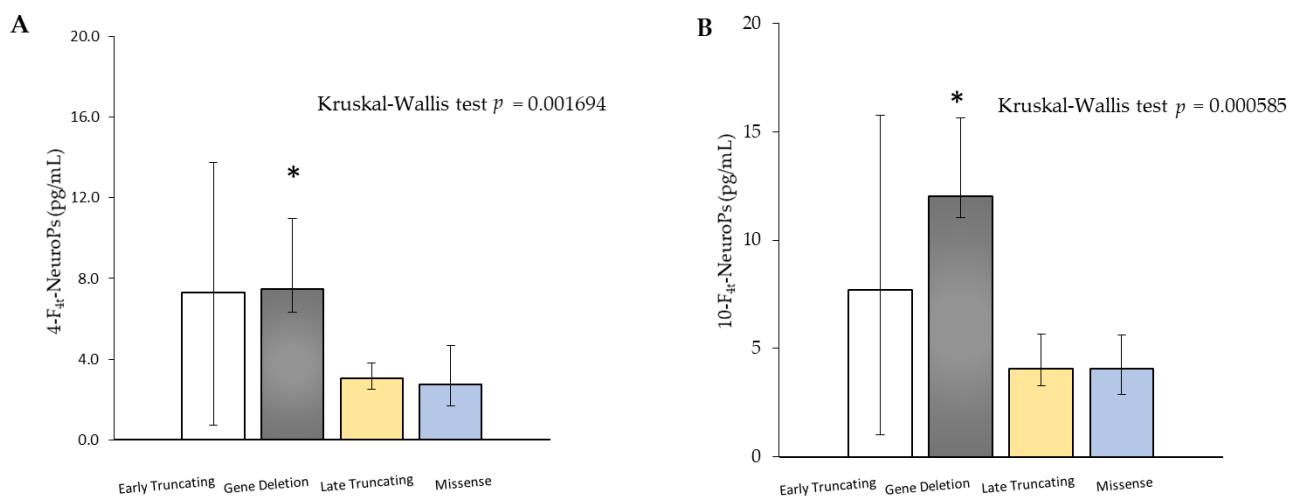 A
20.0
16.0
12.0
8.0
4.0
0.0
4-F4t-NeuroPs (pg/mL)
Kruskal-Wallis test p = 0.001694
*
Early Truncating Gene Deletion Late Truncating Missense
B
20
15
10
5
0
10-F4t-NeuroPs (pg/mL)
Kruskal-Wallis test p = 0.000585
*
Early Truncating Gene Deletion Late Truncating Missense